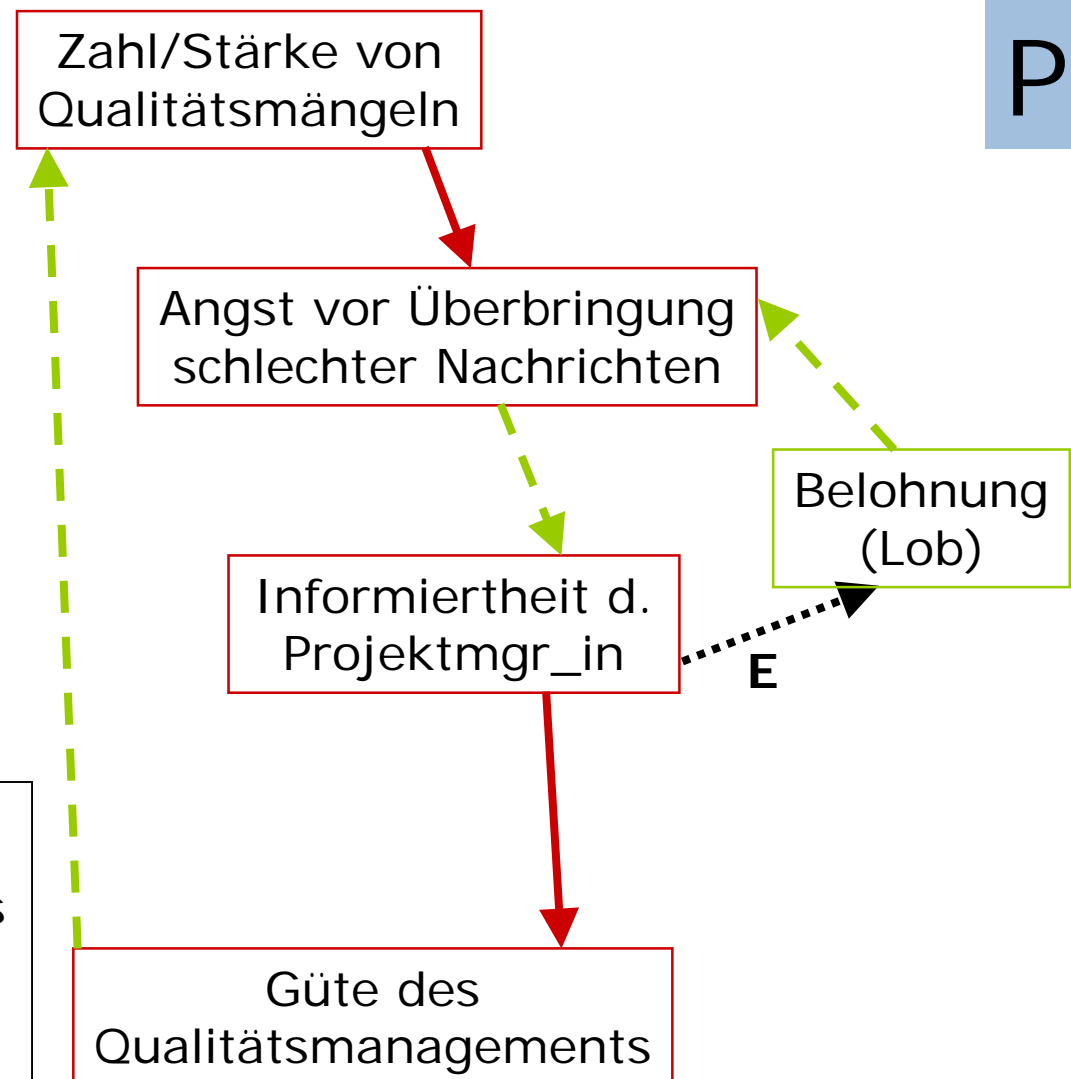 Zahl/Stärke von
Qualitätsmängeln
P
Angst vor Überbringung
schlechter Nachrichten
Belohnung
(Lob)
Informiertheit d.
Projektmgr_in
E
s
Güte des
Qualitätsmanagements